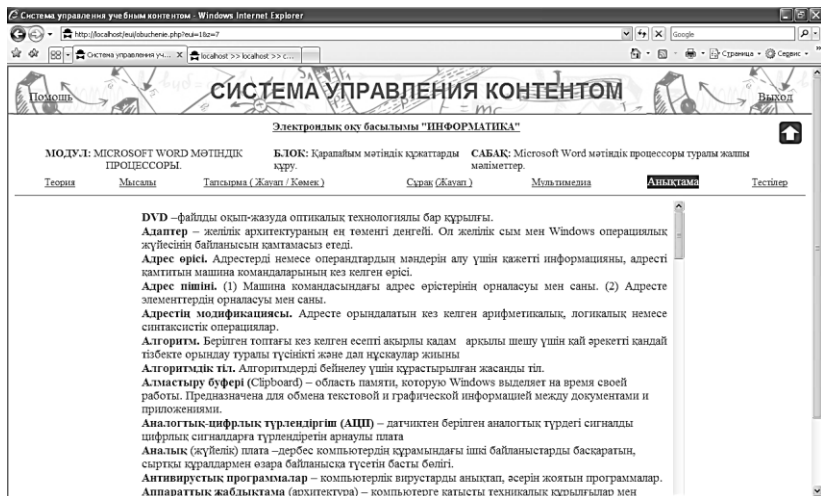 Система управления учебным контентом - Windows Internet Explorer
http://localhost/eui/obuchenie.php?eui=1&z=7
Google
Система управления уч...
localhost >> localhost >> c...
Страница
Сервис
Помощь
СИСТЕМА УПРАВЛЕНИЯ КОНТЕНТОМ
Выход
Электрондық оқу басылымы "ИНФОРМАТИКА"
МОДУЛ: MICROSOFT WORD МӘТІНДІК ПРОЦЕССОРЫ.
БЛОК: Қарапайым мәтіндік құжаттарды құру.
САБАҚ: Microsoft Word мәтіндік процессоры туралы жалпы мәліметтер.
Теория Мысалы Тапсырма ( Жауап / Көмек ) Сұрақ (Жауап ) Мультимедиа Анықтама Тестілер
DVD –файлды оқып-жазуда оптикалық технологиялы бар құрылғы.
Адаптер – желілік архитектураның ең төменгі деңгейі. Ол желілік сым мен Windows операциялық
жүйесінің байланысын қамтамасыз етеді.
Адрес өрісі. Адрестерді немесе операндтардың мәндерін алу үшін қажетті информацияны, адресті
қамтитын машина командаларының кез келген өрісі.
Адрес пішіні. (1) Машина командасындағы адрес өрістерінің орналасуы мен саны. (2) Адресте
элементтердің орналасуы мен саны.
Адрестің модификациясы. Адресте орындалатын кез келген арифметикалық, логикалық немесе
синтаксистік операциялар.
Алгоритм. Берілген топтағы кез келген есепті ақырлы қадам арқылы шешу үшін қай әрекетті қандай
тізбекте орындау туралы түсінікті және дәл нұсқаулар жиыны
Алгоритмдік тіл. Алгоритмдерді бейнелеу үшін құрастырылған жасанды тіл.
Алмастыру буфері (Clipboard) – область памяти, которую Windows выделяет на время своей
работы. Предназначена для обмена текстовой и графической информацией между документами и
приложениями.
Аналогтық-цифрлық түрлендіргіш (АЦП) – датчиктен берілген аналогтық түрдегі сигналды
цифрлық сигналдарға түрлендіретін арнаулы плата
Аналық (жүйелік) плата –дербес компьютердің құрамындағы ішкі байланыстарды басқаратын,
сыртқы құралдармен өзара байланысқа түсетін басты бөлігі.
Антивирустық программалар – компьютерлік вирустарды анықтап, әсерін жоятын программалар.
Аппараттық жабдықтама (архитектура) – компьютерге қатысты техникалық құрылғылар мен